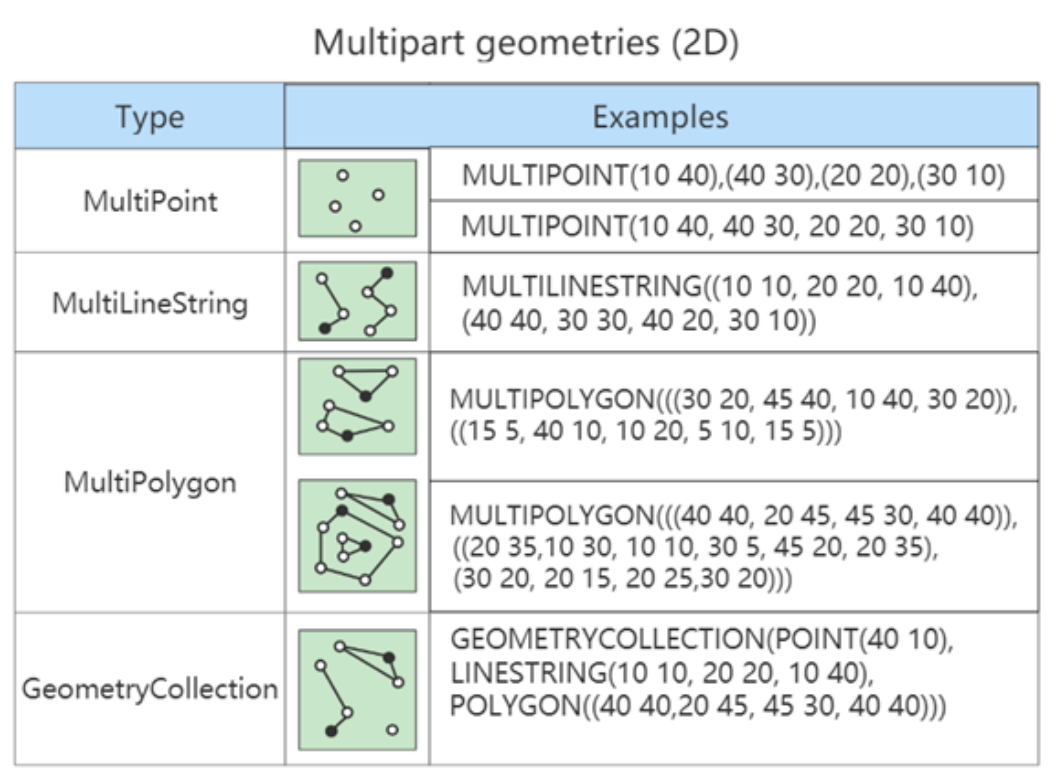 Multipart geometries (2D)
Type
Examples
MultiPoint
MULTIPOINT(10 40),(40 30),(20 20),(30 10)
MULTIPOINT(10 40, 40 30, 20 20, 30 10)
MultiLineString
MULTILINESTRING((10 10, 20 20, 10 40),
(40 40, 30 30, 40 20, 30 10))
MultiPolygon
MULTIPOLYGON(((30 20, 45 40, 10 40, 30 20)),
((15 5, 40 10, 10 20, 5 10, 15 5)))
MULTIPOLYGON(((40 40, 20 45, 45 30, 40 40)),
((20 35,10 30, 10 10, 30 5, 45 20, 20 35),
(30 20, 20 15, 20 25,30 20)))
GeometryCollection
GEOMETRYCOLLECTION(POINT(40 10),
LINESTRING(10 10, 20 20, 10 40),
POLYGON((40 40,20 45, 45 30, 40 40)))